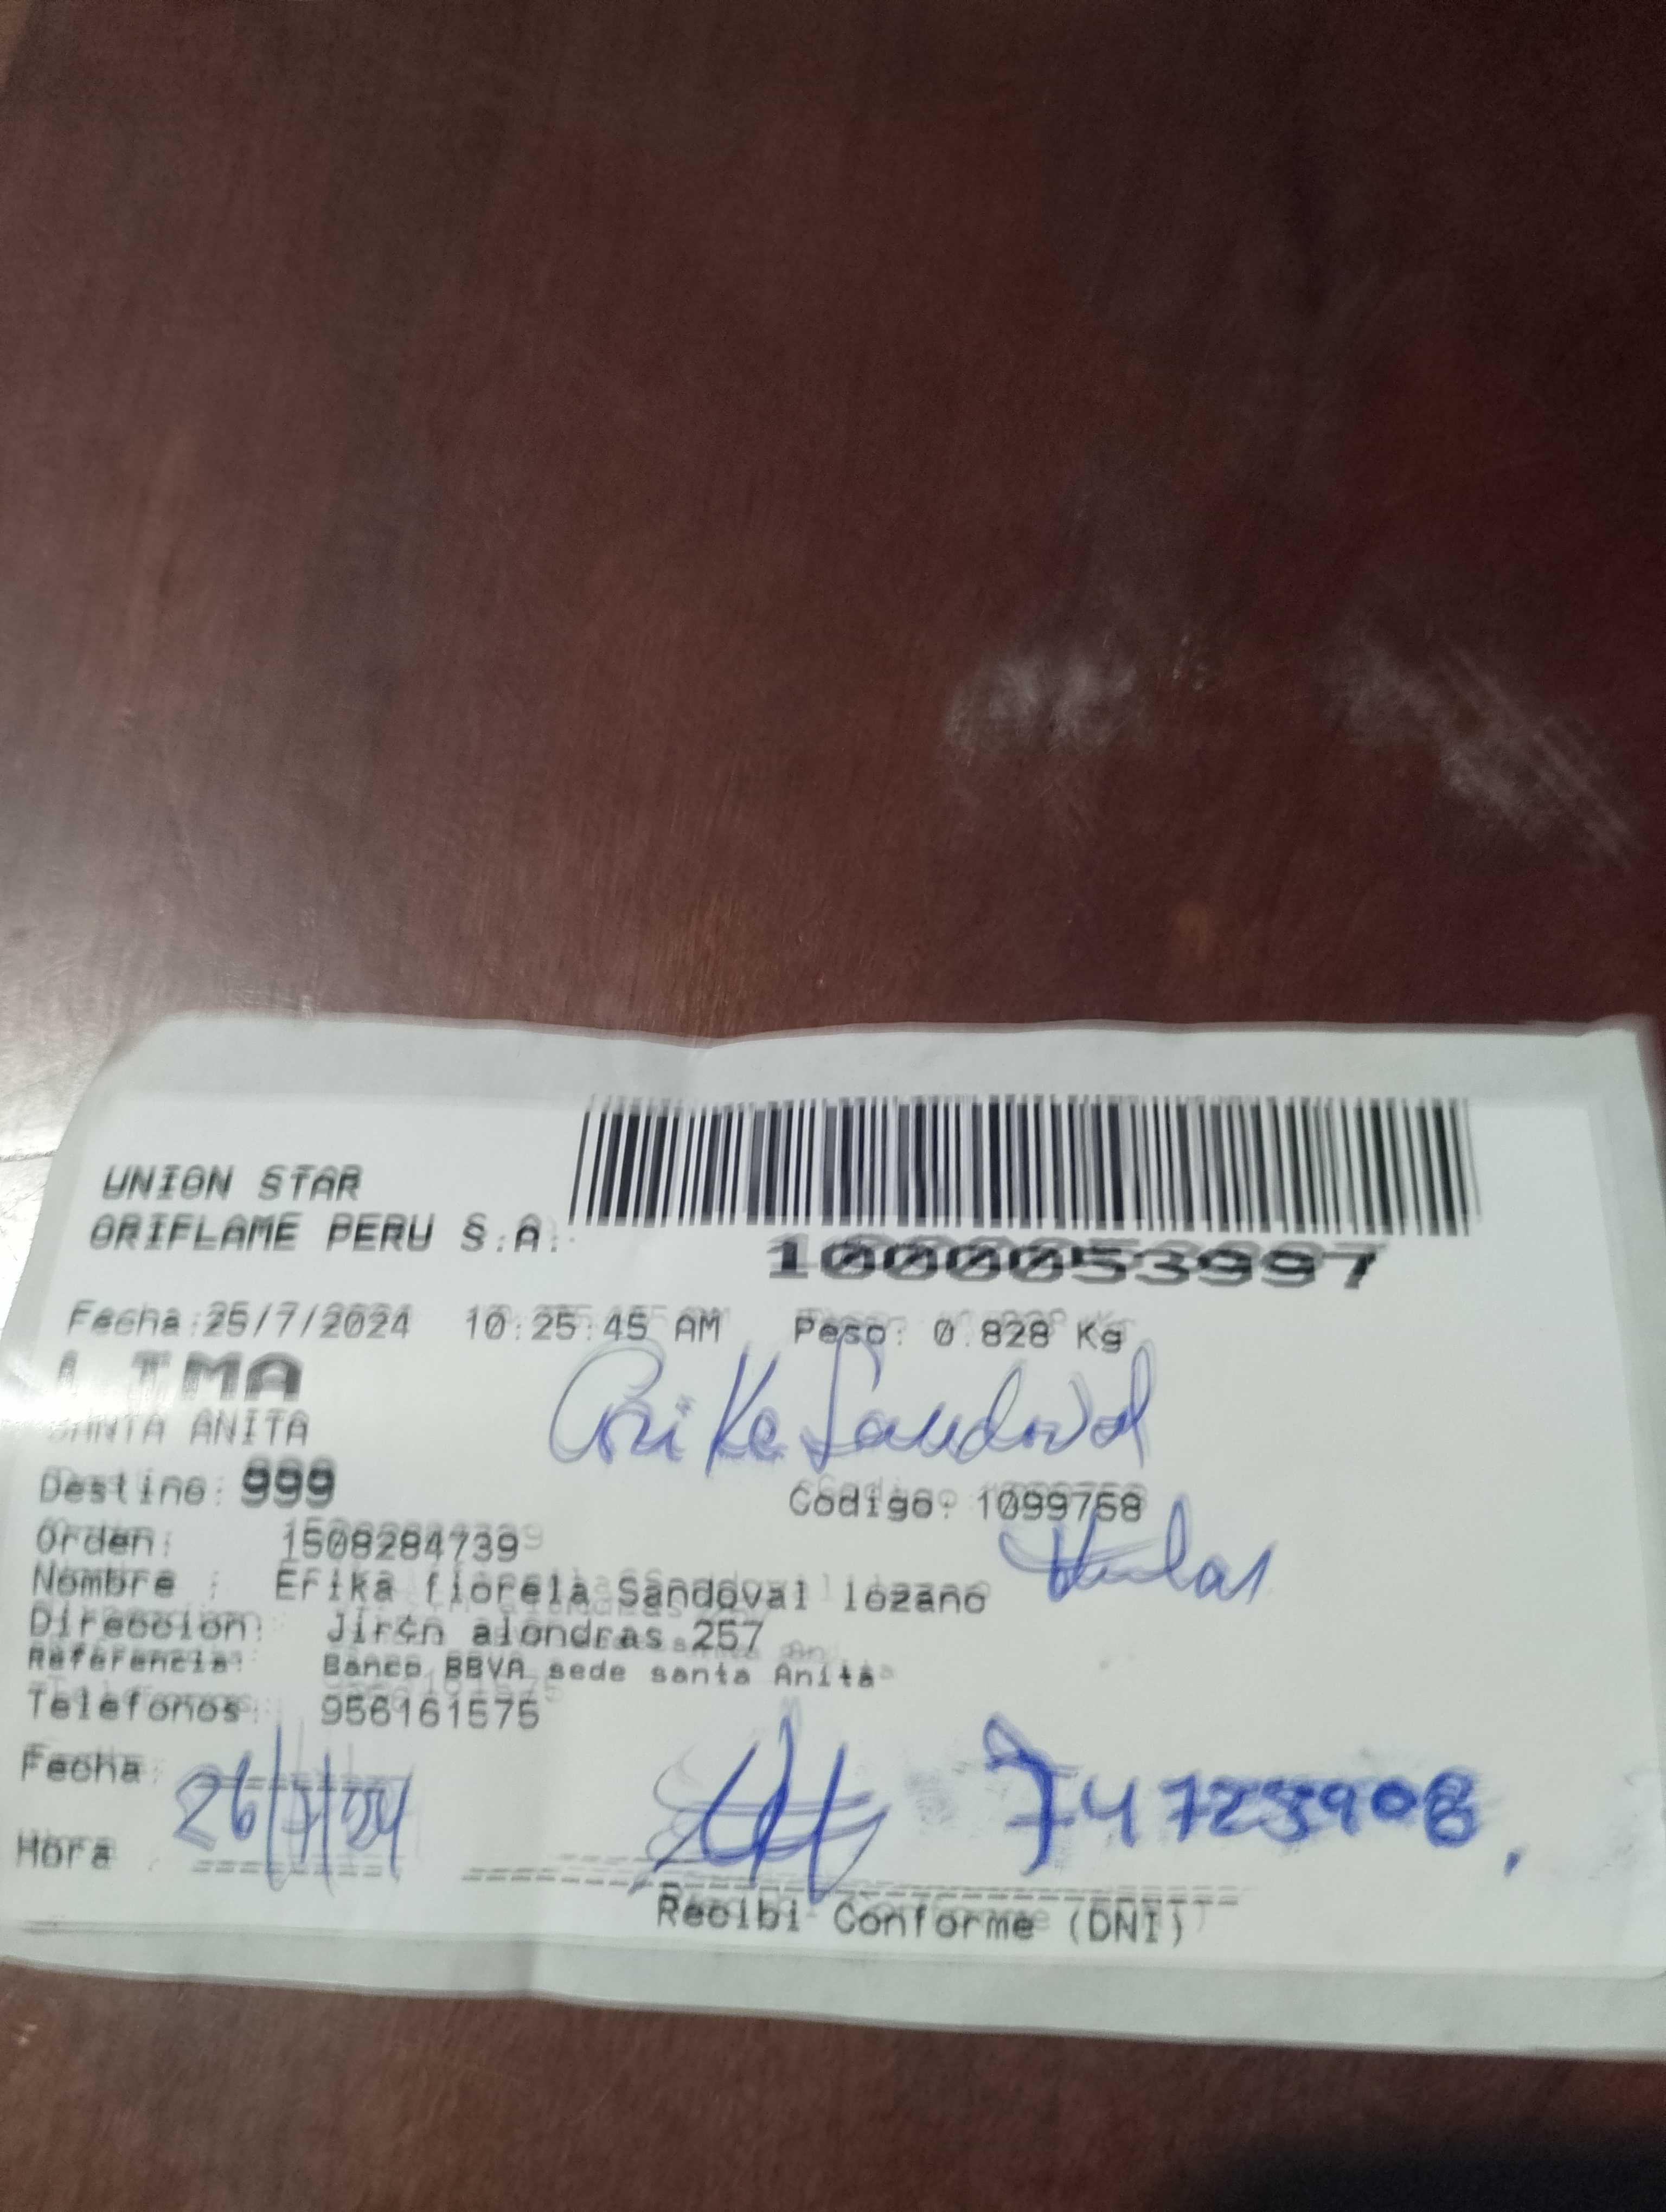 UNION STAR
ORIFLAME PERU S.A.
1000053997
Fecha:25/7/2024 10:25:45 AM Peso: 0.828 Kg
LIMA
SANTA ANITA
Erika Sandoval
Destino: 999
Codigo: 1099758
Orden: 1508284739
Titular
Nombre : Erika fiorela Sandoval lozano
Direccion: Jirón alondras 257
Referencia: Banco BBVA sede santa Anita
Telefonos: 956161575
Fecha: 26/7/24
Hora :
Recibi Conforme (DNI)